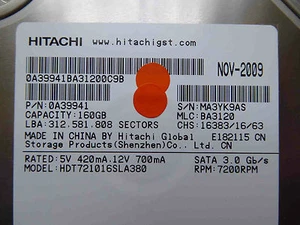 HITACHI www.hitachigst.com
NOV-2009
0A39941BA31200C9B
P/N:0A39941 S/N:MA3YK9AS
CAPACITY:160GB MLC:BA3120
LBA:312.581.808 SECTORS CHS:16383/16/63
MADE IN CHINA BY Hitachi Global E182115 CN
Storage Products(Shenzhen)Co.. Ltd. CN
RATED:5V 420mA.12V 700mA SATA 3.0 Gb/s
MODEL:HDT721016SLA380 RPM:7200RPM